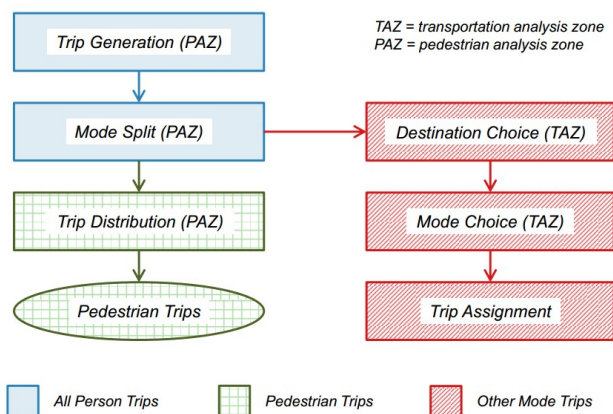 Trip Generation (PAZ)
TAZ = transportation analysis zone
PAZ = pedestrian analysis zone
Mode Split (PAZ)
Destination Choice (TAZ)
Trip Distribution (PAZ)
Mode Choice (TAZ)
Pedestrian Trips
Trip Assignment
All Person Trips
Pedestrian Trips
Other Mode Trips